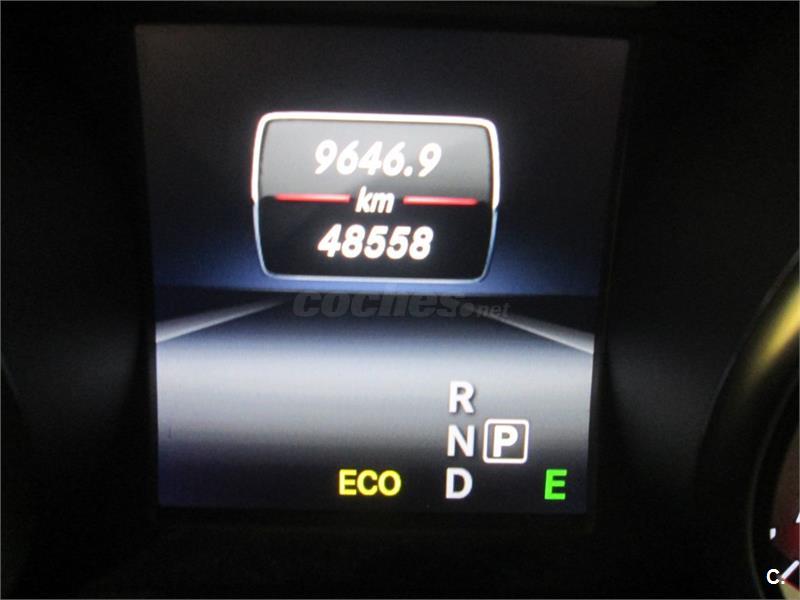 9646.9
km
48558
coches.net
R
N P
ECO D E
C.